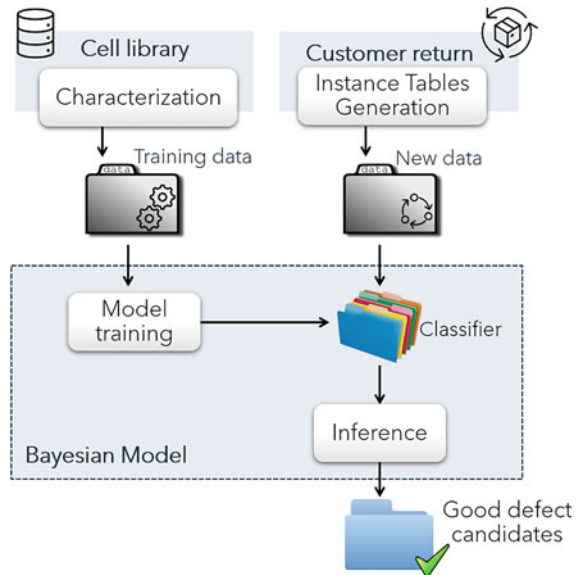 Cell library
Customer return
Characterization
Instance Tables
Generation
Training data
New data
data
data
Model
training
Classifier
Inference
Bayesian Model
Good defect
candidates